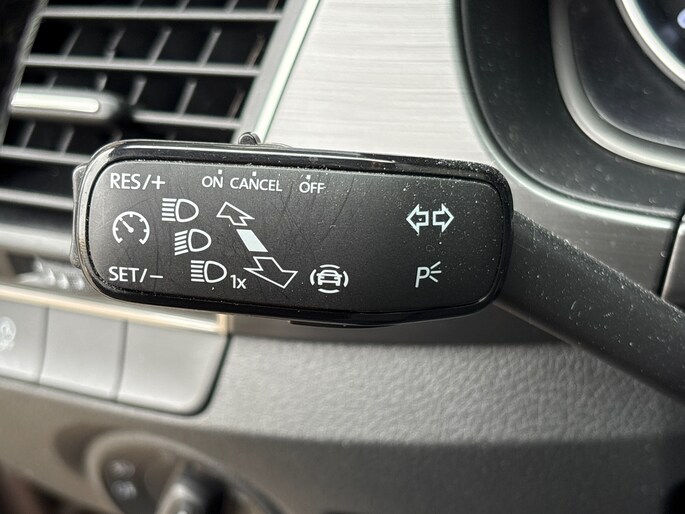 RES/+ ON CANCEL OFF
SET/- 1x P